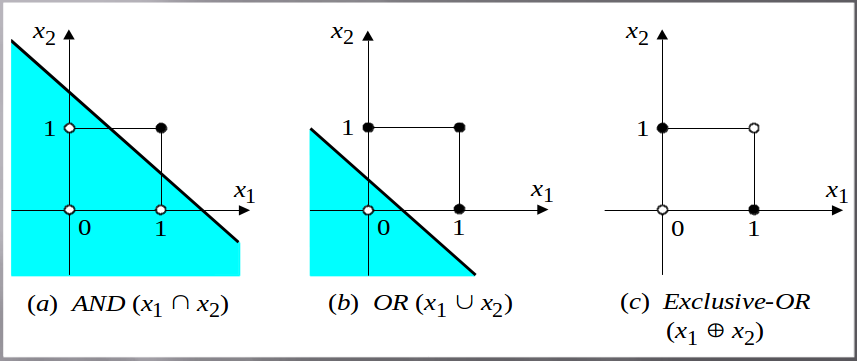 x2
1
x1
0
1
(a) AND (x1 ∩ x2)
x2
1
x1
0
1
(b) OR (x1 ∪ x2)
x2
1
x1
0
1
(c) Exclusive-OR
(x1 ⊕ x2)